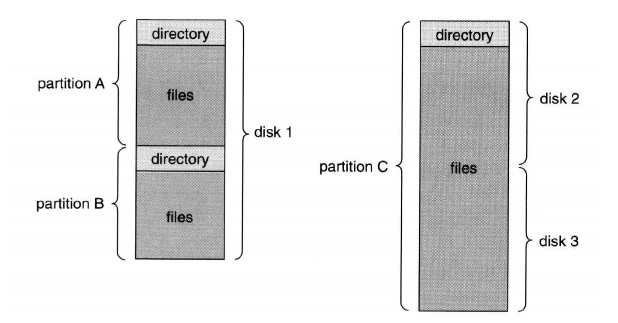 directory
partition A
files
disk 1
directory
partition B
files
directory
disk 2
partition C
files
disk 3